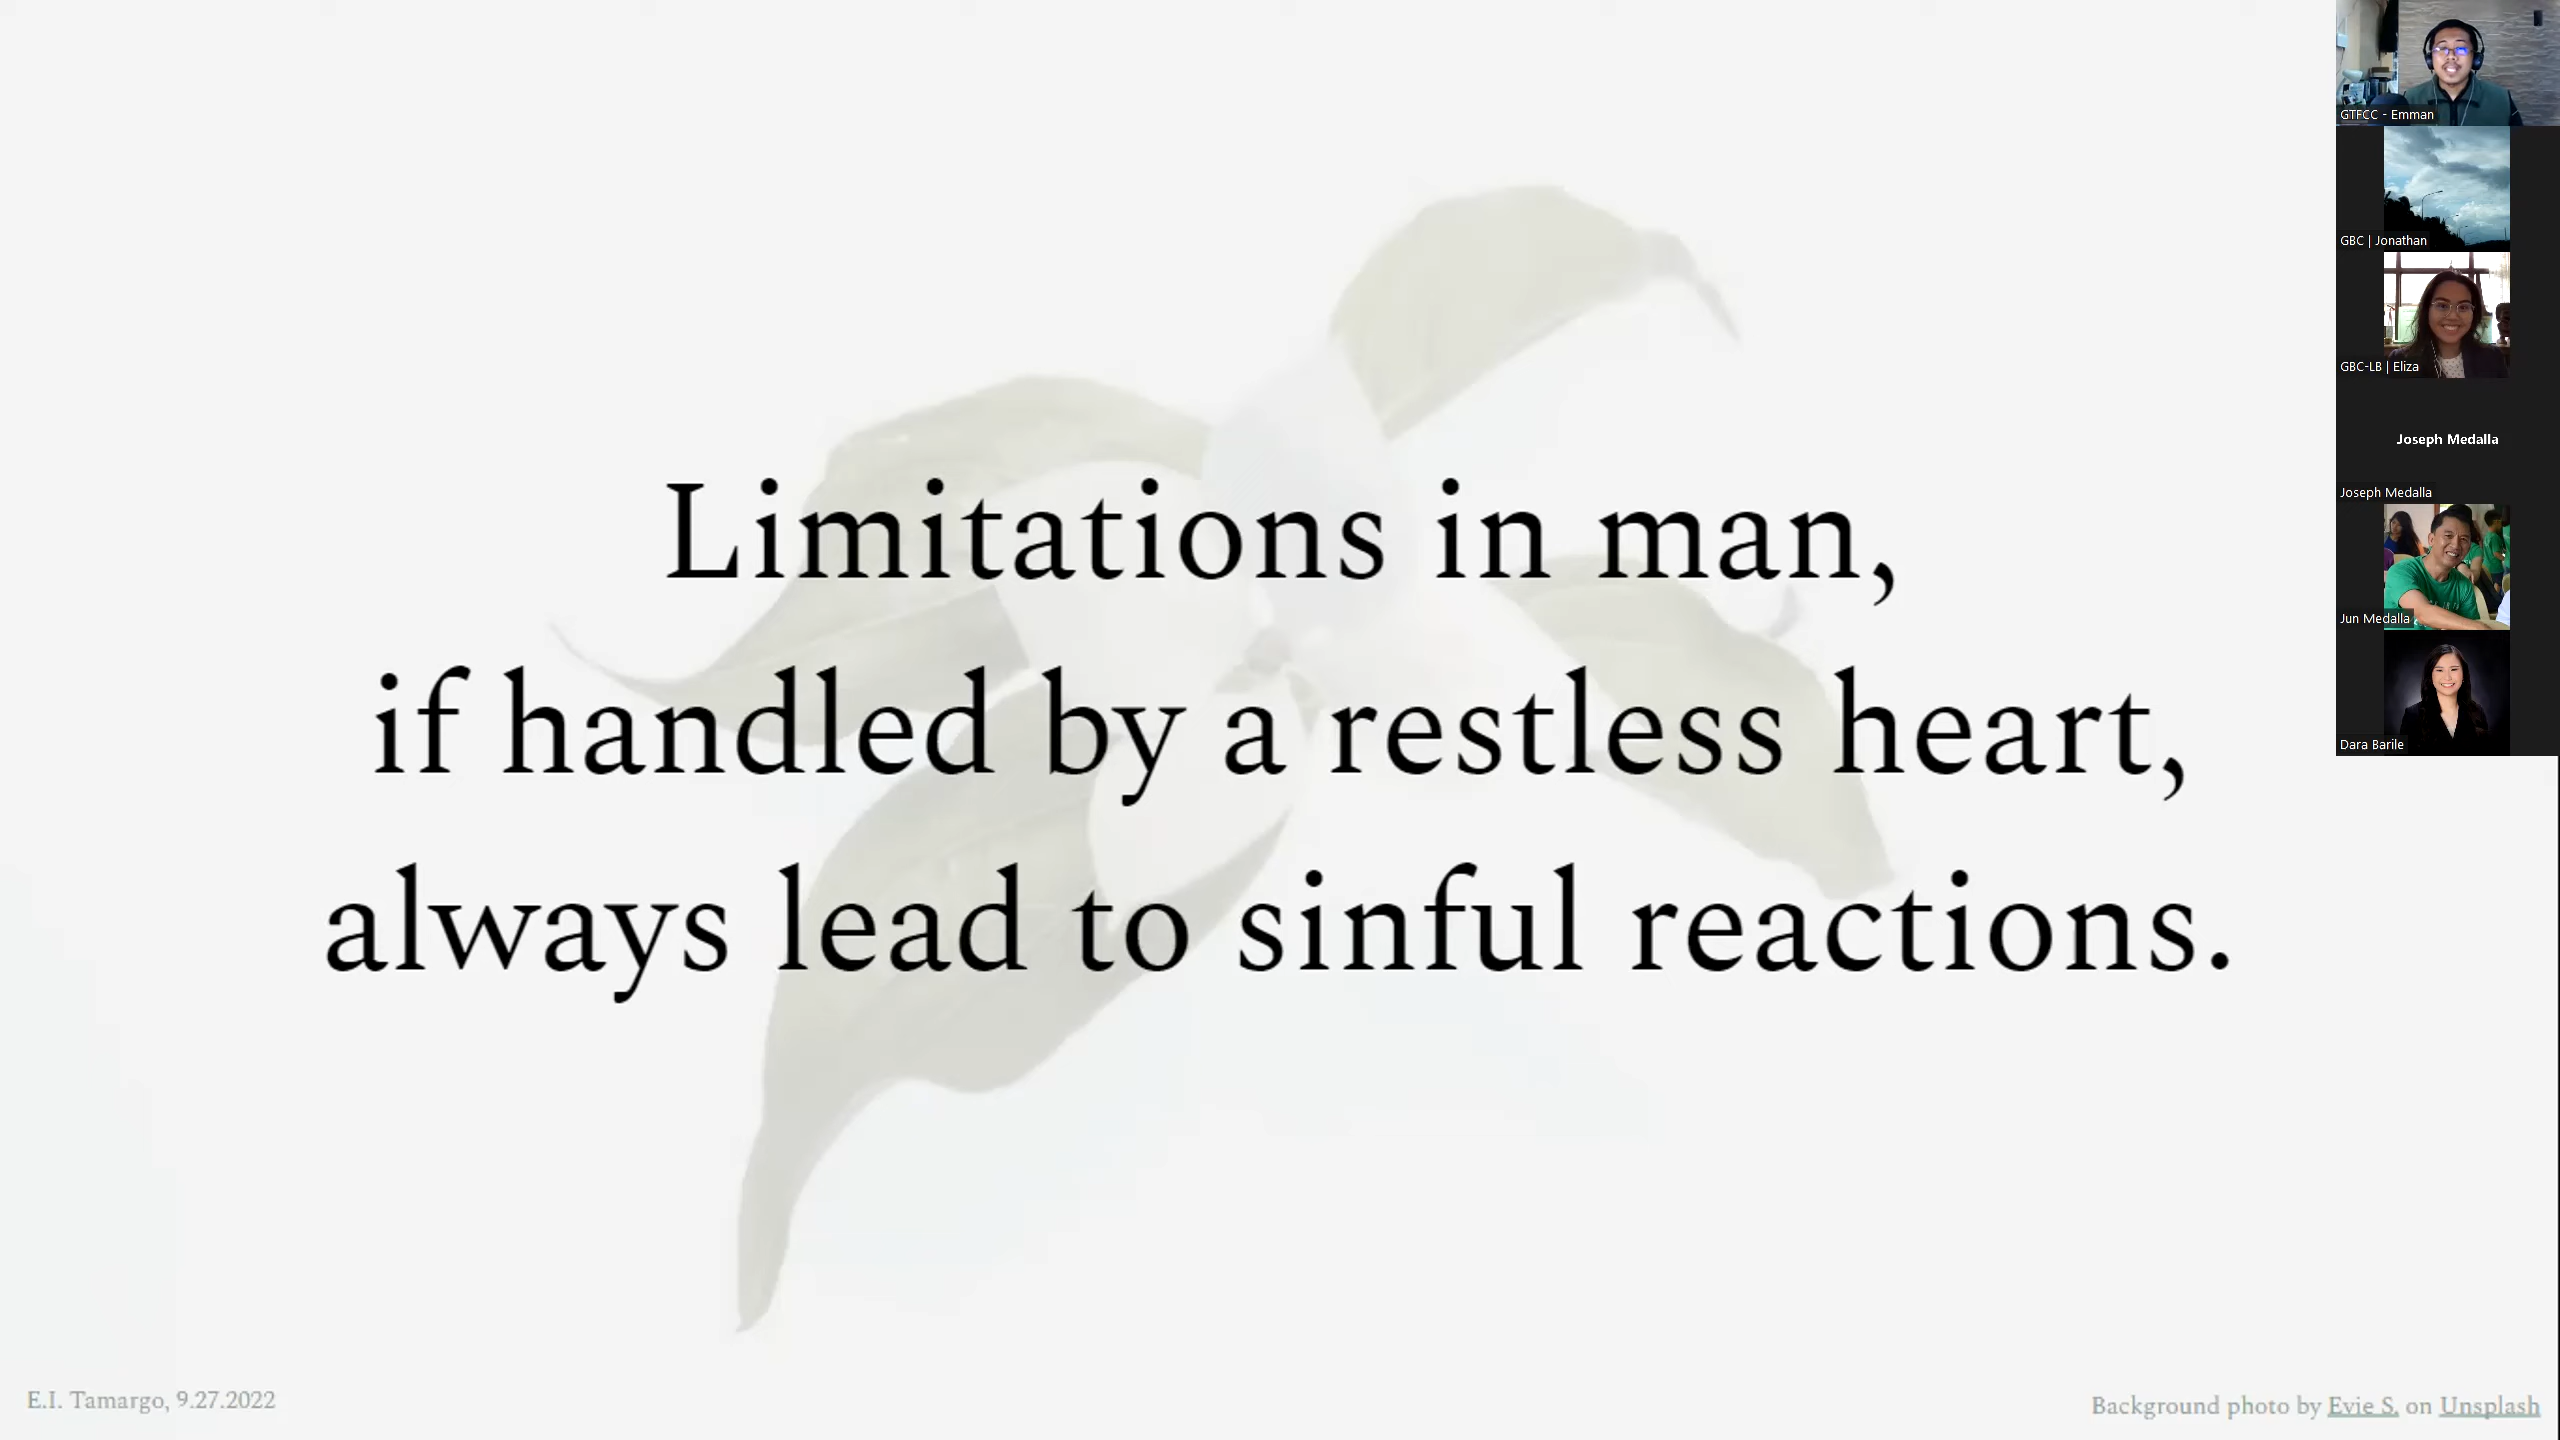 Limitations in man,
if handled by a restless heart,
always lead to sinful reactions.
E.I. Tamargo, 9.27.2022
Background photo by Evie S. on Unsplash
GTFCC - Emman
GBC | Jonathan
GBC-LB | Eliza
Joseph Medalla
Joseph Medalla
Jun Medalla
Dara Barile